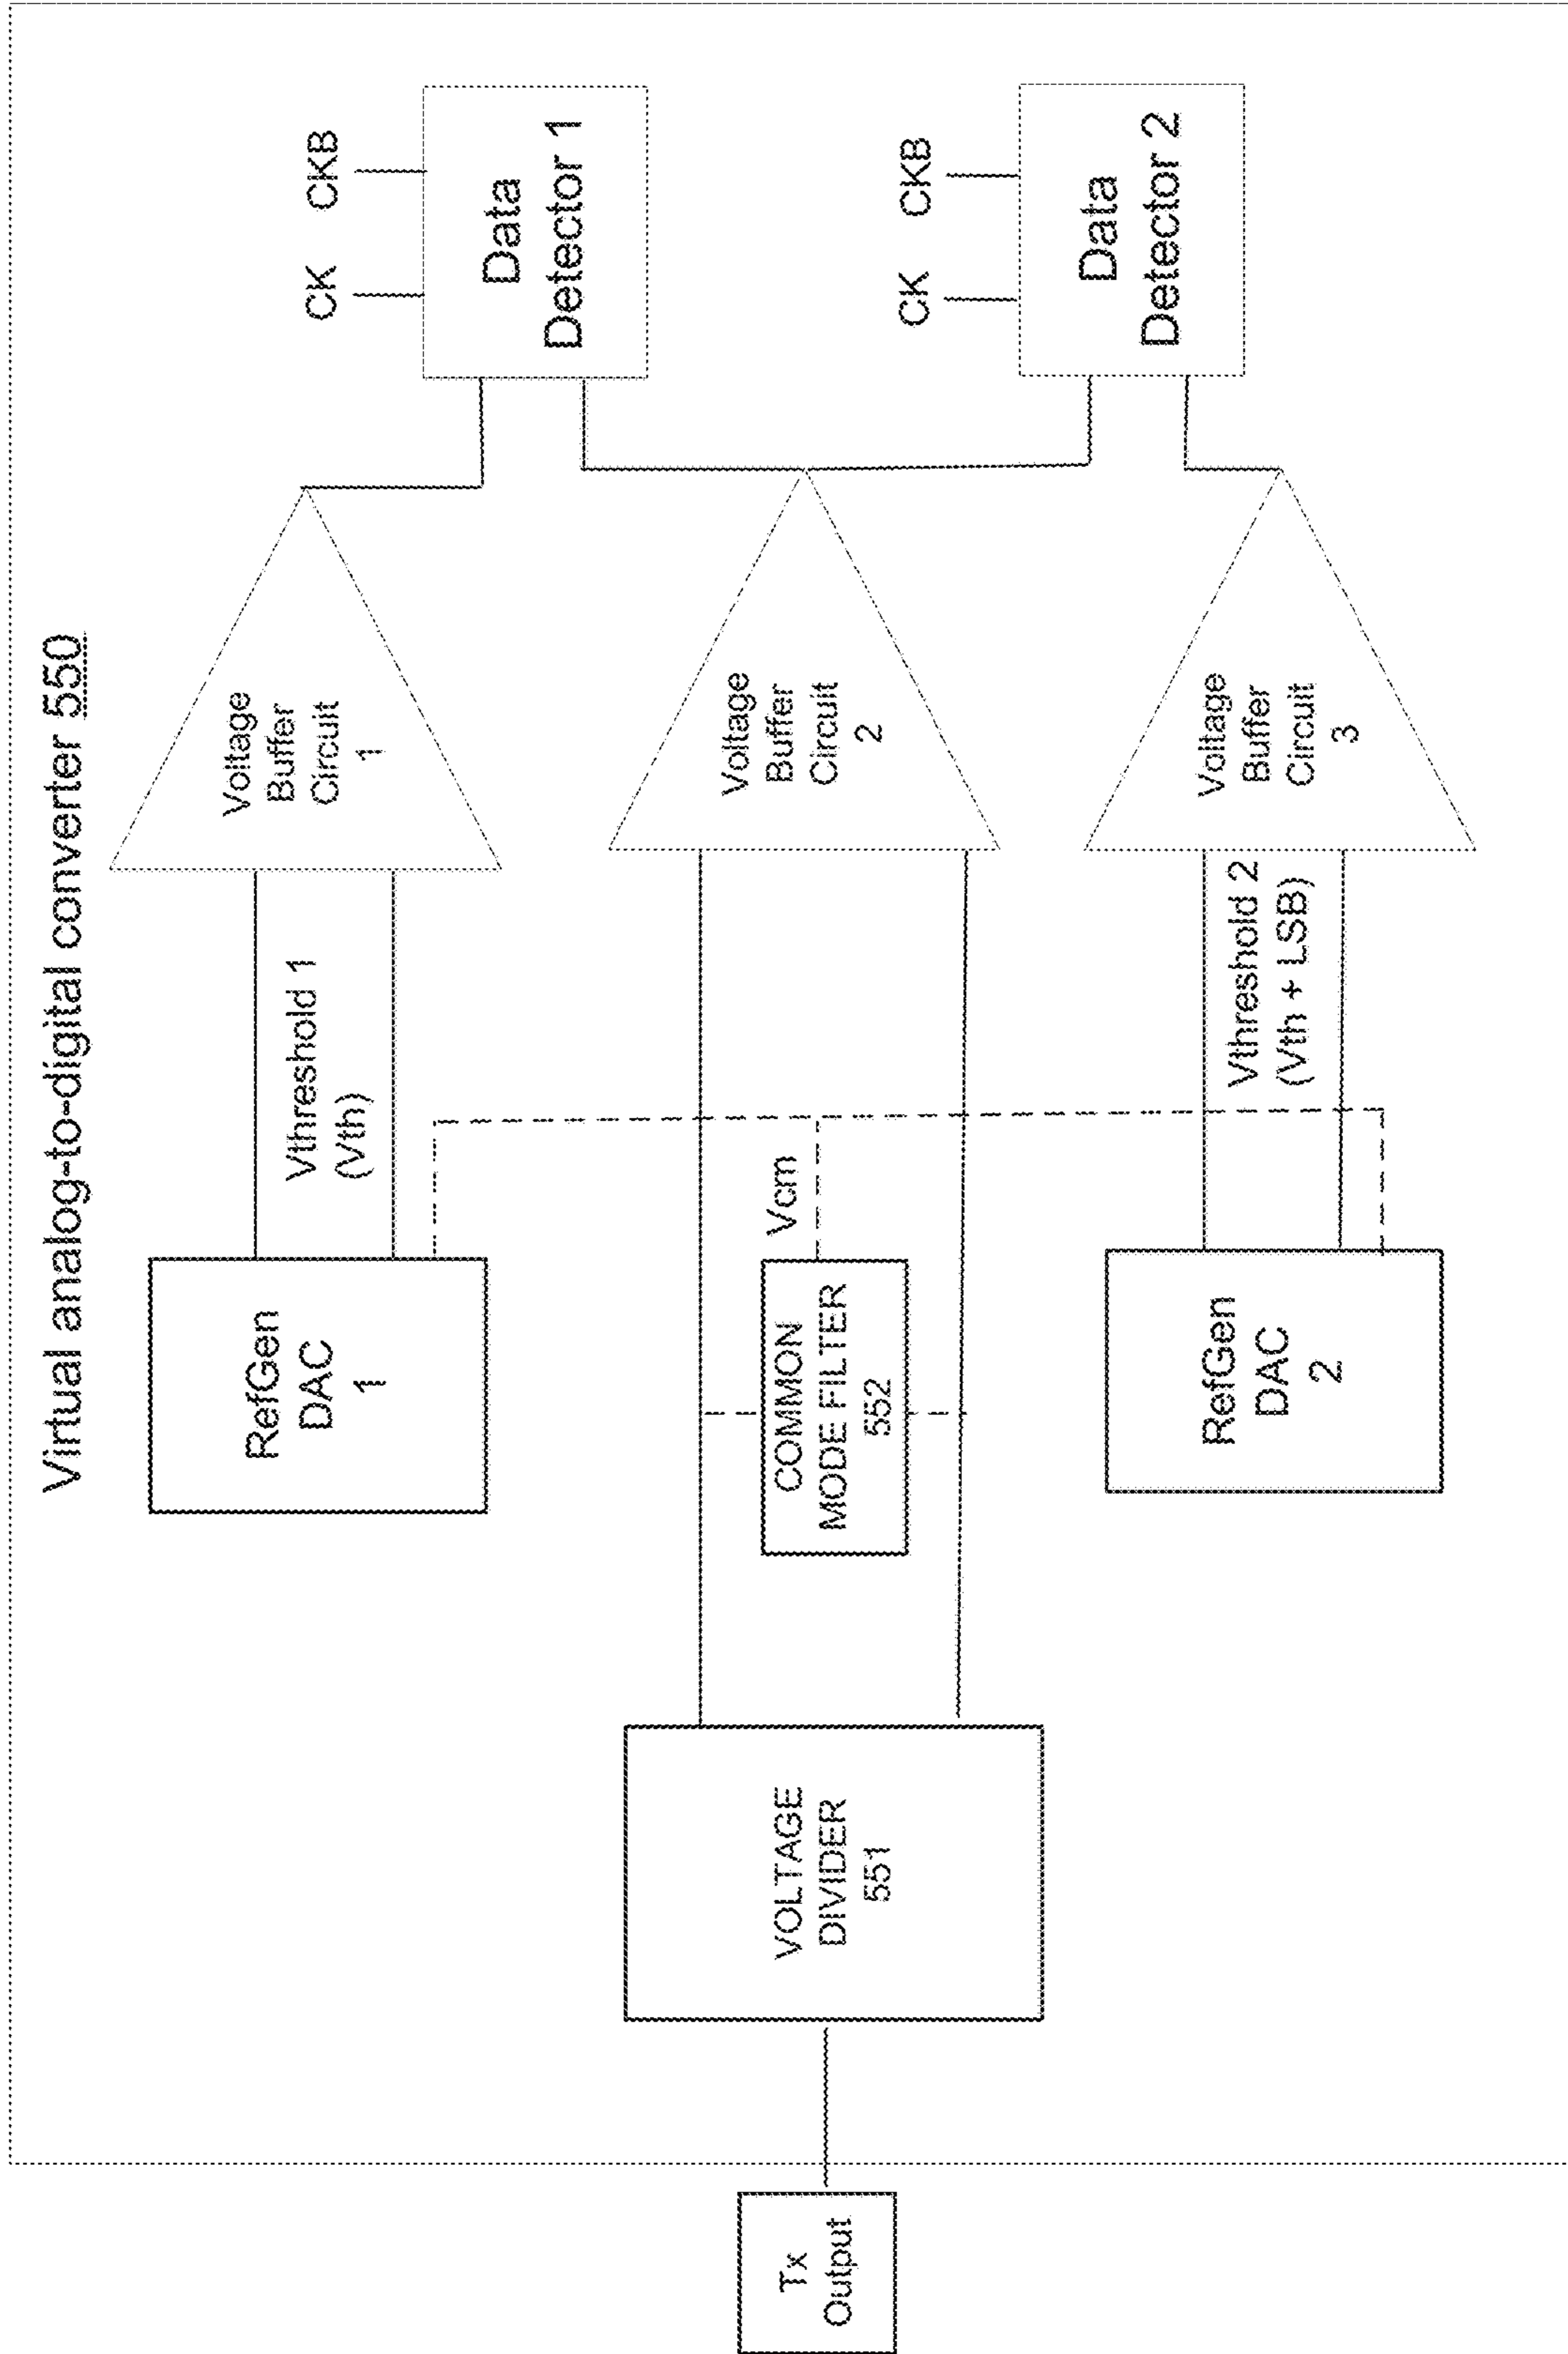 Virtual analog-to-digital converter 550
Tx
Output
VOLTAGE
DIVIDER
551
RefGen
DAC
1
Vthreshold 1
(Vth)
Voltage
Buffer
Circuit
1
CK
CKB
Data
Detector 1
COMMON
MODE FILTER
552
Vcm
Voltage
Buffer
Circuit
2
RefGen
DAC
2
Vthreshold 2
(Vth + LSB)
Voltage
Buffer
Circuit
3
CK
CKB
Data
Detector 2